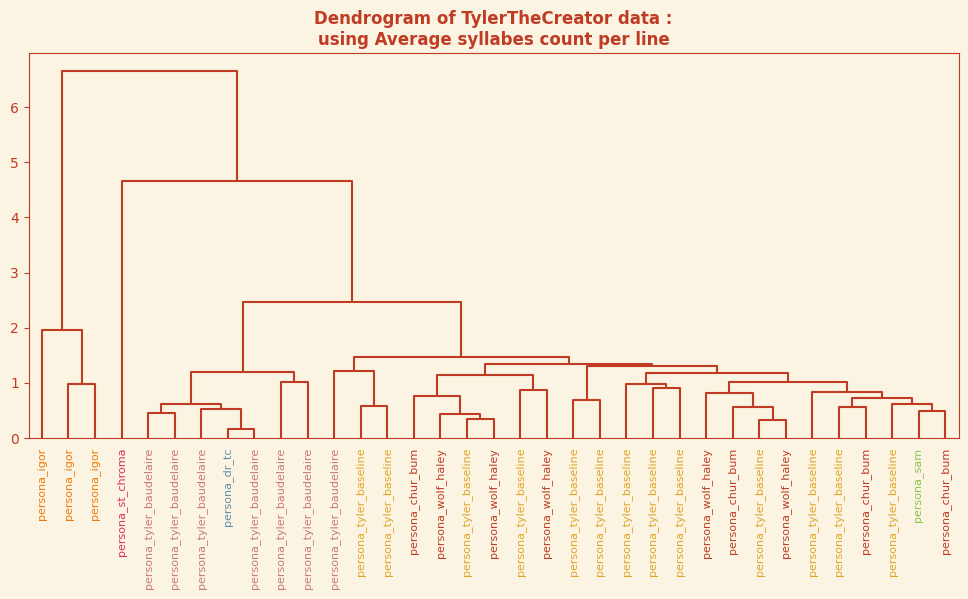 Dendrogram of TylerTheCreator data :
using Average syllabes count per line
6
5
4
3
2
1
0
persona_igor
persona_igor
persona_igor
persona_st_chroma
persona_tyler_baudelaire
persona_tyler_baudelaire
persona_tyler_baudelaire
persona_dr_tc
persona_tyler_baudelaire
persona_tyler_baudelaire
persona_tyler_baudelaire
persona_tyler_baudelaire
persona_tyler_baseline
persona_tyler_baseline
persona_chur_bum
persona_wolf_haley
persona_tyler_baseline
persona_wolf_haley
persona_tyler_baseline
persona_wolf_haley
persona_tyler_baseline
persona_tyler_baseline
persona_tyler_baseline
persona_tyler_baseline
persona_tyler_baseline
persona_wolf_haley
persona_chur_bum
persona_tyler_baseline
persona_wolf_haley
persona_tyler_baseline
persona_tyler_baseline
persona_chur_bum
persona_tyler_baseline
persona_sam
persona_chur_bum